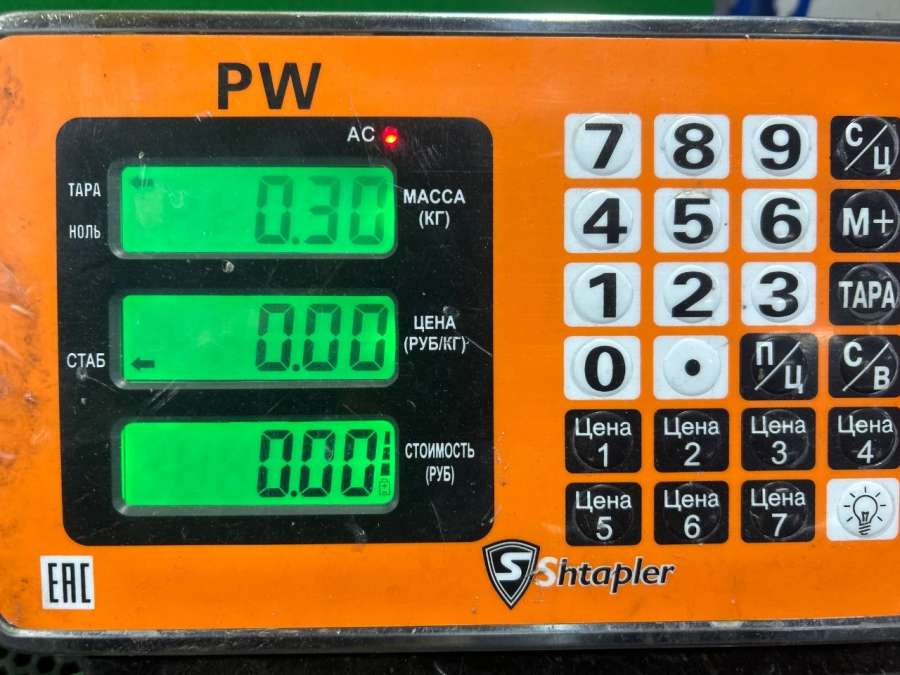 PW
AC
ТАРА
НОЛЬ
0.30
МАССА
(КГ)
СТАБ
0.00
ЦЕНА
(РУБ/КГ)
0.00
СТОИМОСТЬ
(РУБ)
7 8 9 С/Ц
4 5 6 М+
1 2 3 ТАРА
0 . П/Ц С/В
Цена 1 Цена 2 Цена 3 Цена 4
Цена 5 Цена 6 Цена 7
EAC
S Shtapler